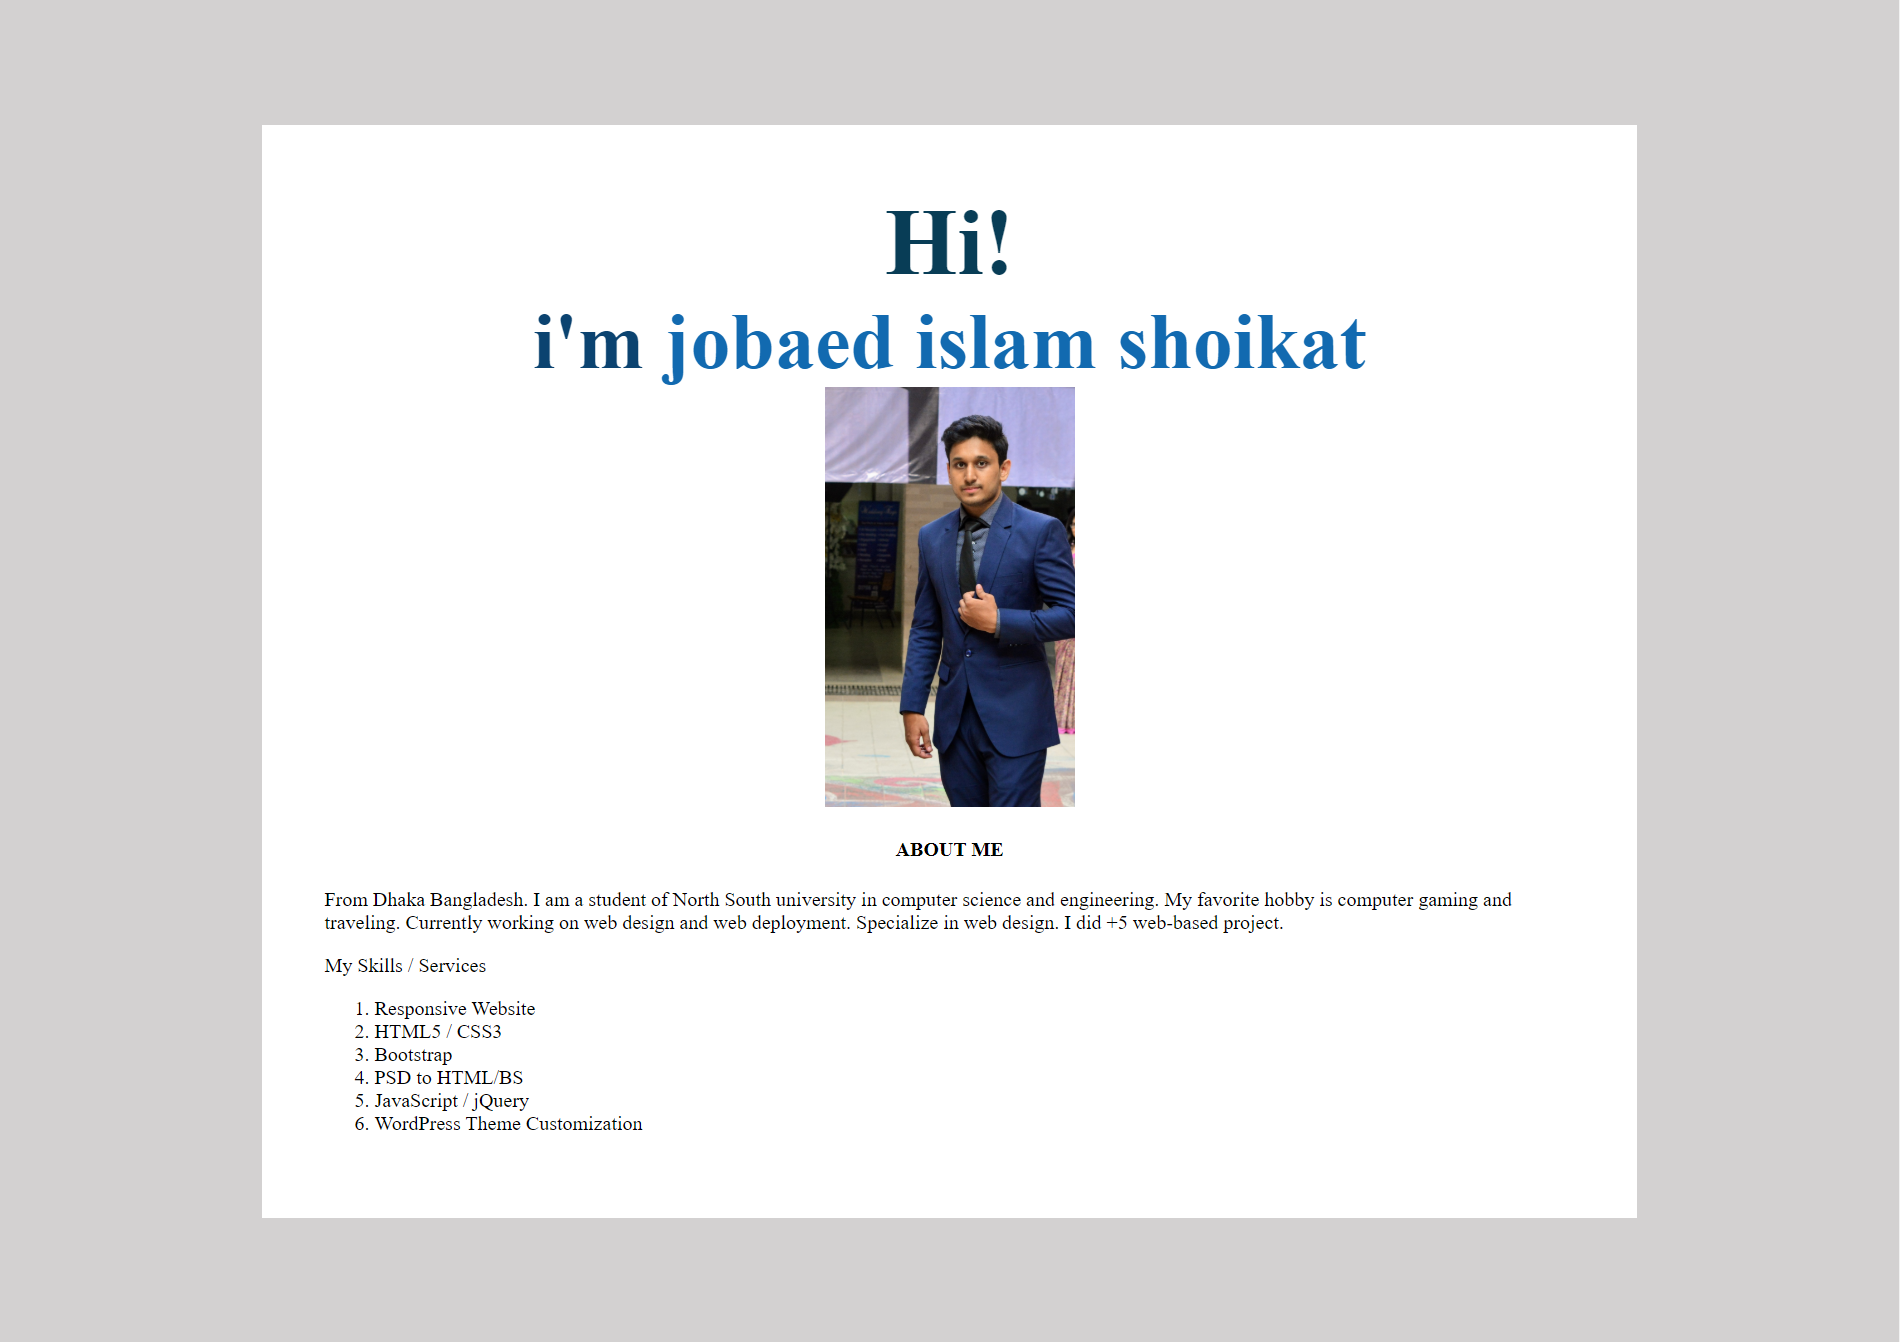 Hi!
i'm jobaed islam shoikat
ABOUT ME
From Dhaka Bangladesh. I am a student of North South university in computer science and engineering. My favorite hobby is computer gaming and
traveling. Currently working on web design and web deployment. Specialize in web design. I did +5 web-based project.
My Skills / Services
1. Responsive Website
2. HTML5 / CSS3
3. Bootstrap
4. PSD to HTML/BS
5. JavaScript / jQuery
6. WordPress Theme Customization